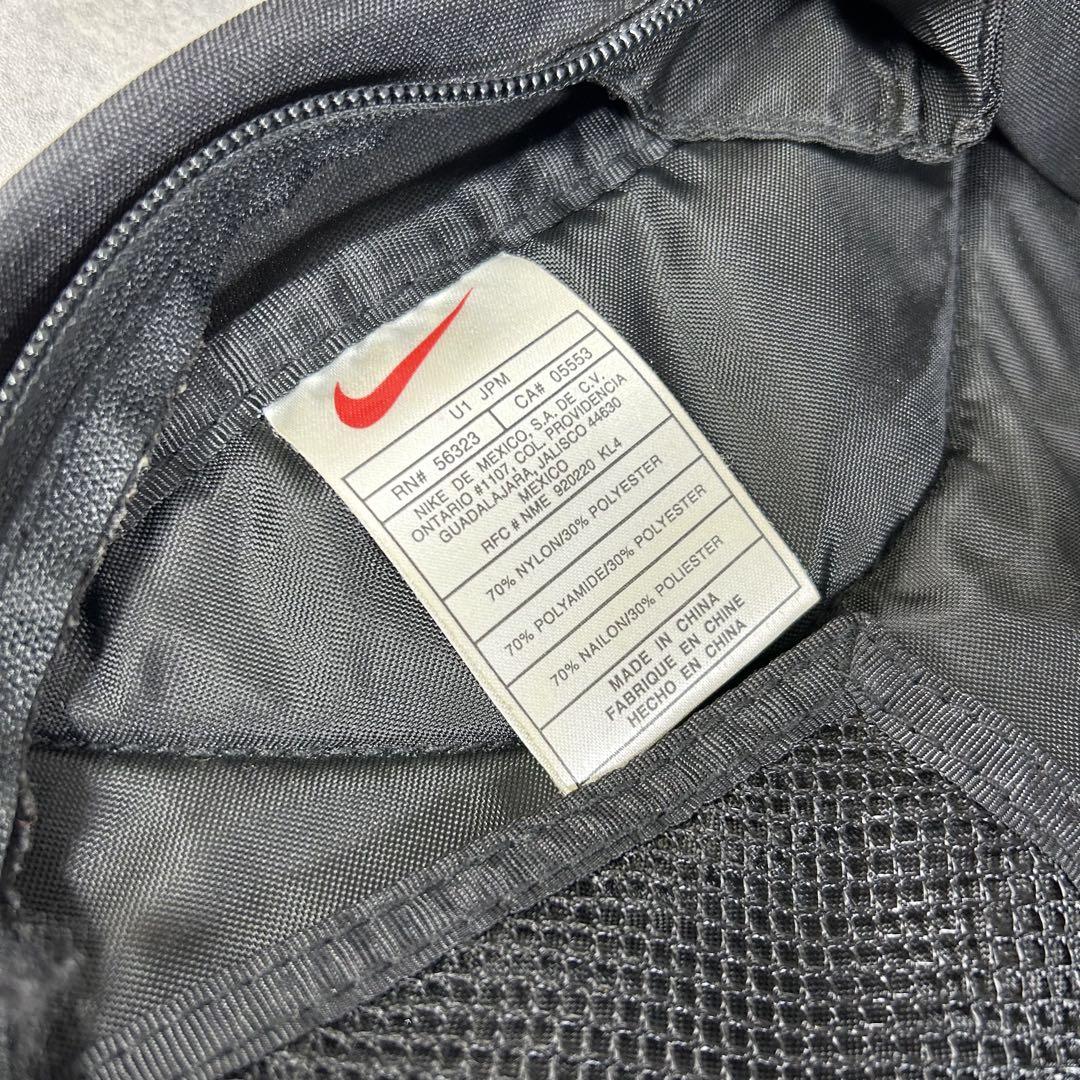 U1 JPM
RN# 56323 CA# 05553
NIKE DE MEXICO, S.A. DE C.V.
ONTARIO #1107, COL. PROVIDENCIA
GUADALAJARA, JALISCO 44630
MEXICO
RFC # NME 920220 KL4
70% NYLON/30% POLYESTER
70% POLYAMIDE/30% POLYESTER
70% NAILON/30% POLIESTER
MADE IN CHINA
FABRIQUE EN CHINE
HECHO EN CHINA